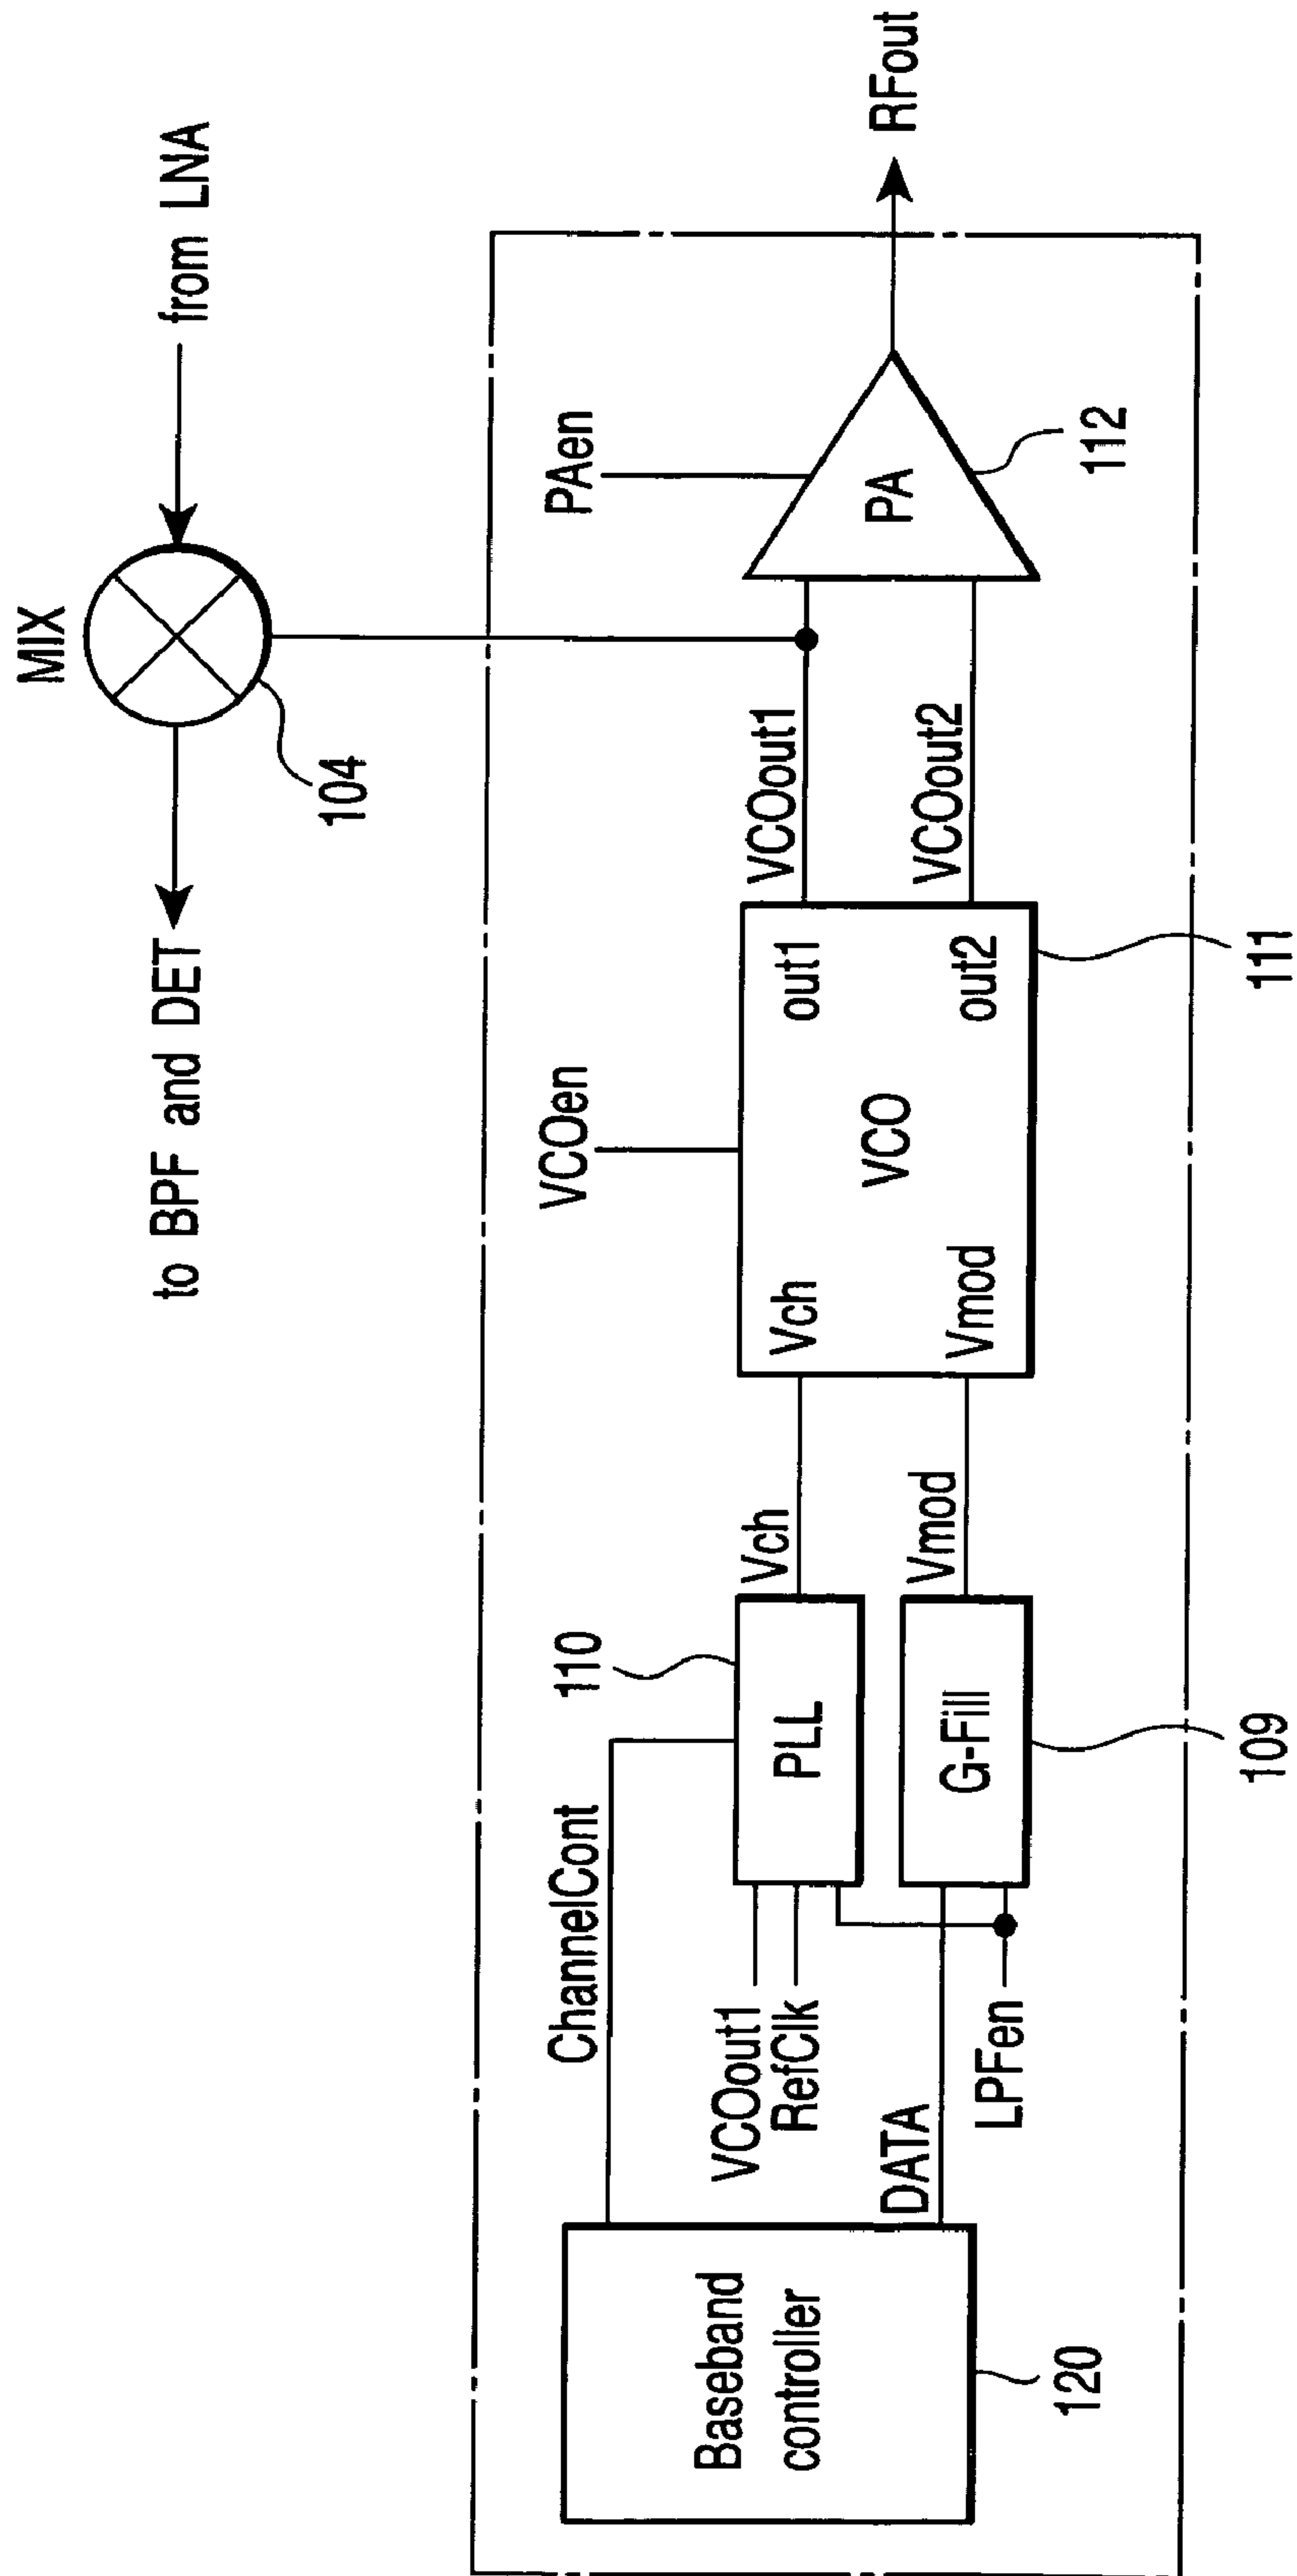 MIX
from LNA
to BPF and DET
104
PAen
VCOen
ChannelCont
110
Baseband
controller
120
VCOout1
RefClk
DATA
LPFen
PLL
G-Fill
109
Vch
Vmod
Vch
Vmod
VCO
out1
out2
111
VCOout1
VCOout2
PA
112
RFout